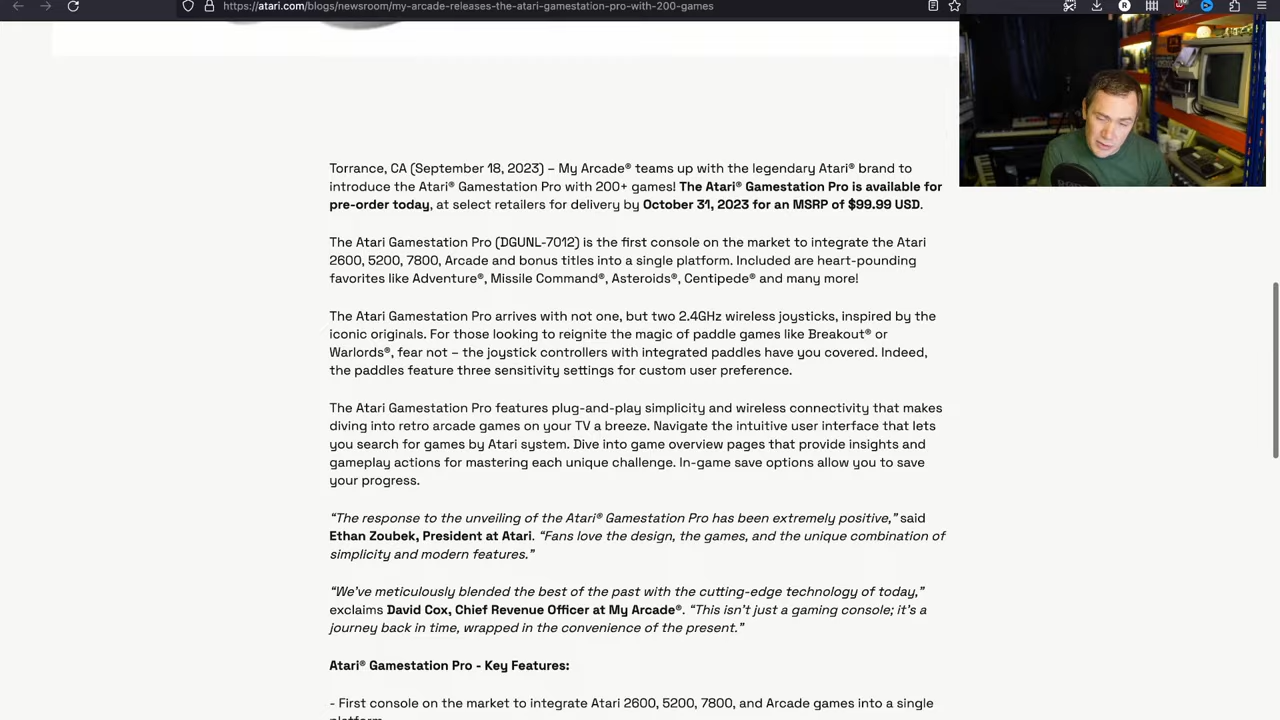 https://atari.com/blogs/newsroom/my-arcade-releases-the-atari-gamestation-pro-with-200-games
Torrance, CA (September 18, 2023) – My Arcade® teams up with the legendary Atari® brand to
introduce the Atari® Gamestation Pro with 200+ games! The Atari® Gamestation Pro is available for
pre-order today, at select retailers for delivery by October 31, 2023 for an MSRP of $99.99 USD.
The Atari Gamestation Pro (DGUNL-7012) is the first console on the market to integrate the Atari
2600, 5200, 7800, Arcade and bonus titles into a single platform. Included are heart-pounding
favorites like Adventure®, Missile Command®, Asteroids®, Centipede® and many more!
The Atari Gamestation Pro arrives with not one, but two 2.4GHz wireless joysticks, inspired by the
iconic originals. For those looking to reignite the magic of paddle games like Breakout® or
Warlords®, fear not – the joystick controllers with integrated paddles have you covered. Indeed,
the paddles feature three sensitivity settings for custom user preference.
The Atari Gamestation Pro features plug-and-play simplicity and wireless connectivity that makes
diving into retro arcade games on your TV a breeze. Navigate the intuitive user interface that lets
you search for games by Atari system. Dive into game overview pages that provide insights and
gameplay actions for mastering each unique challenge. In-game save options allow you to save
your progress.
“The response to the unveiling of the Atari® Gamestation Pro has been extremely positive,” said
Ethan Zoubek, President at Atari. “Fans love the design, the games, and the unique combination of
simplicity and modern features.”
“We’ve meticulously blended the best of the past with the cutting-edge technology of today,”
exclaims David Cox, Chief Revenue Officer at My Arcade®. “This isn’t just a gaming console; it’s a
journey back in time, wrapped in the convenience of the present.”
Atari® Gamestation Pro - Key Features:
- First console on the market to integrate Atari 2600, 5200, 7800, and Arcade games into a single
platform.